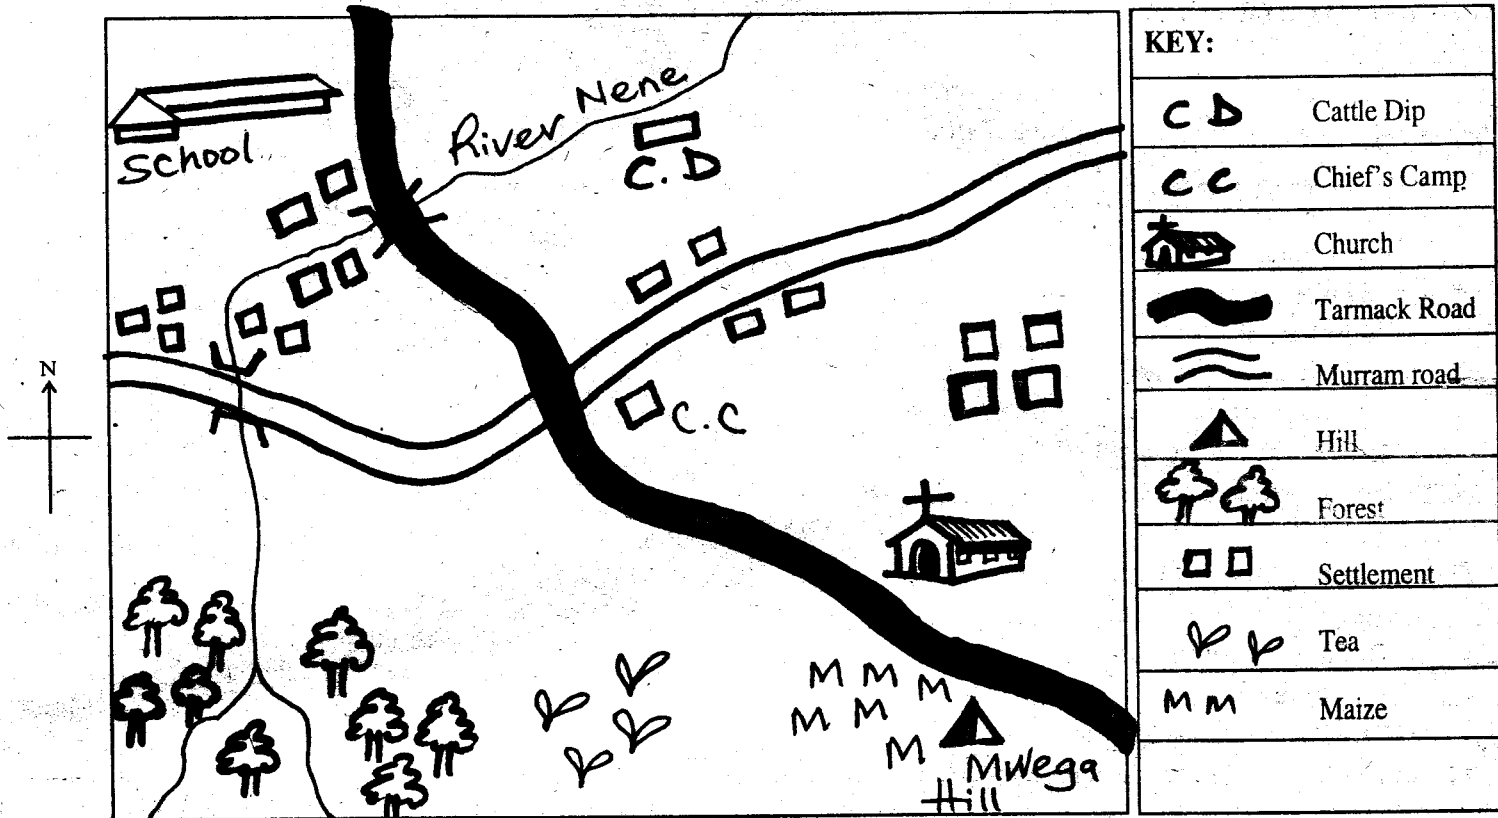 School
River Nene
C.D
C.C
M M M
M M
M
Mwega
Hill
N
KEY:
C D Cattle Dip
C C Chief's Camp
Church
Tarmack Road
Murram road
Hill
Forest
Settlement
Tea
M M Maize